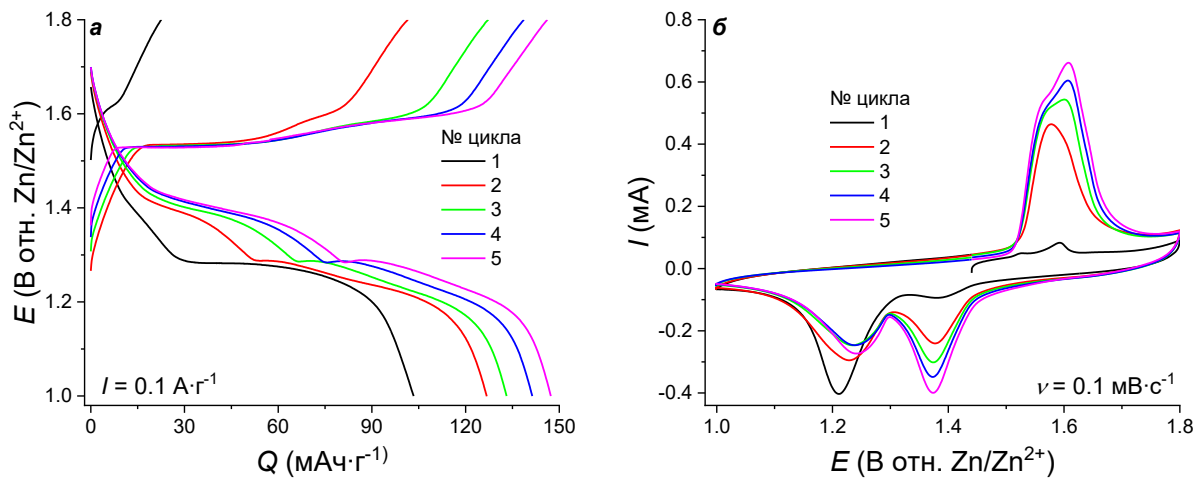 а
1.8
1.6
1.4
1.2
1.0
E (В отн. Zn/Zn²⁺)
№ цикла
1
2
3
4
5
I = 0.1 А·г⁻¹
0 30 60 90 120 150
Q (мАч·г⁻¹)
б
0.8
0.6
0.4
0.2
0.0
-0.2
-0.4
I (мА)
№ цикла
1
2
3
4
5
ν = 0.1 мВ·с⁻¹
1.0 1.2 1.4 1.6 1.8
E (В отн. Zn/Zn²⁺)